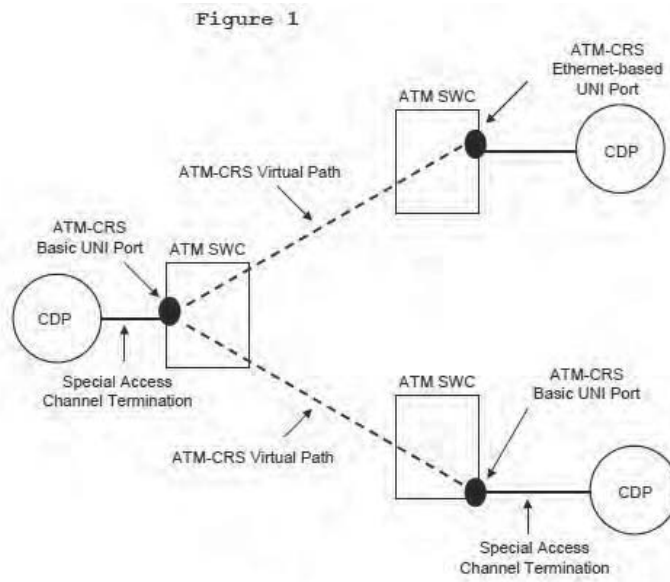 Figure 1
ATM-CRS
Ethernet-based
UNI Port
ATM SWC
CDP
ATM-CRS Virtual Path
ATM-CRS
Basic UNI Port
ATM SWC
CDP
Special Access
Channel Termination
ATM SWC
ATM-CRS
Basic UNI Port
ATM-CRS Virtual Path
CDP
Special Access
Channel Termination